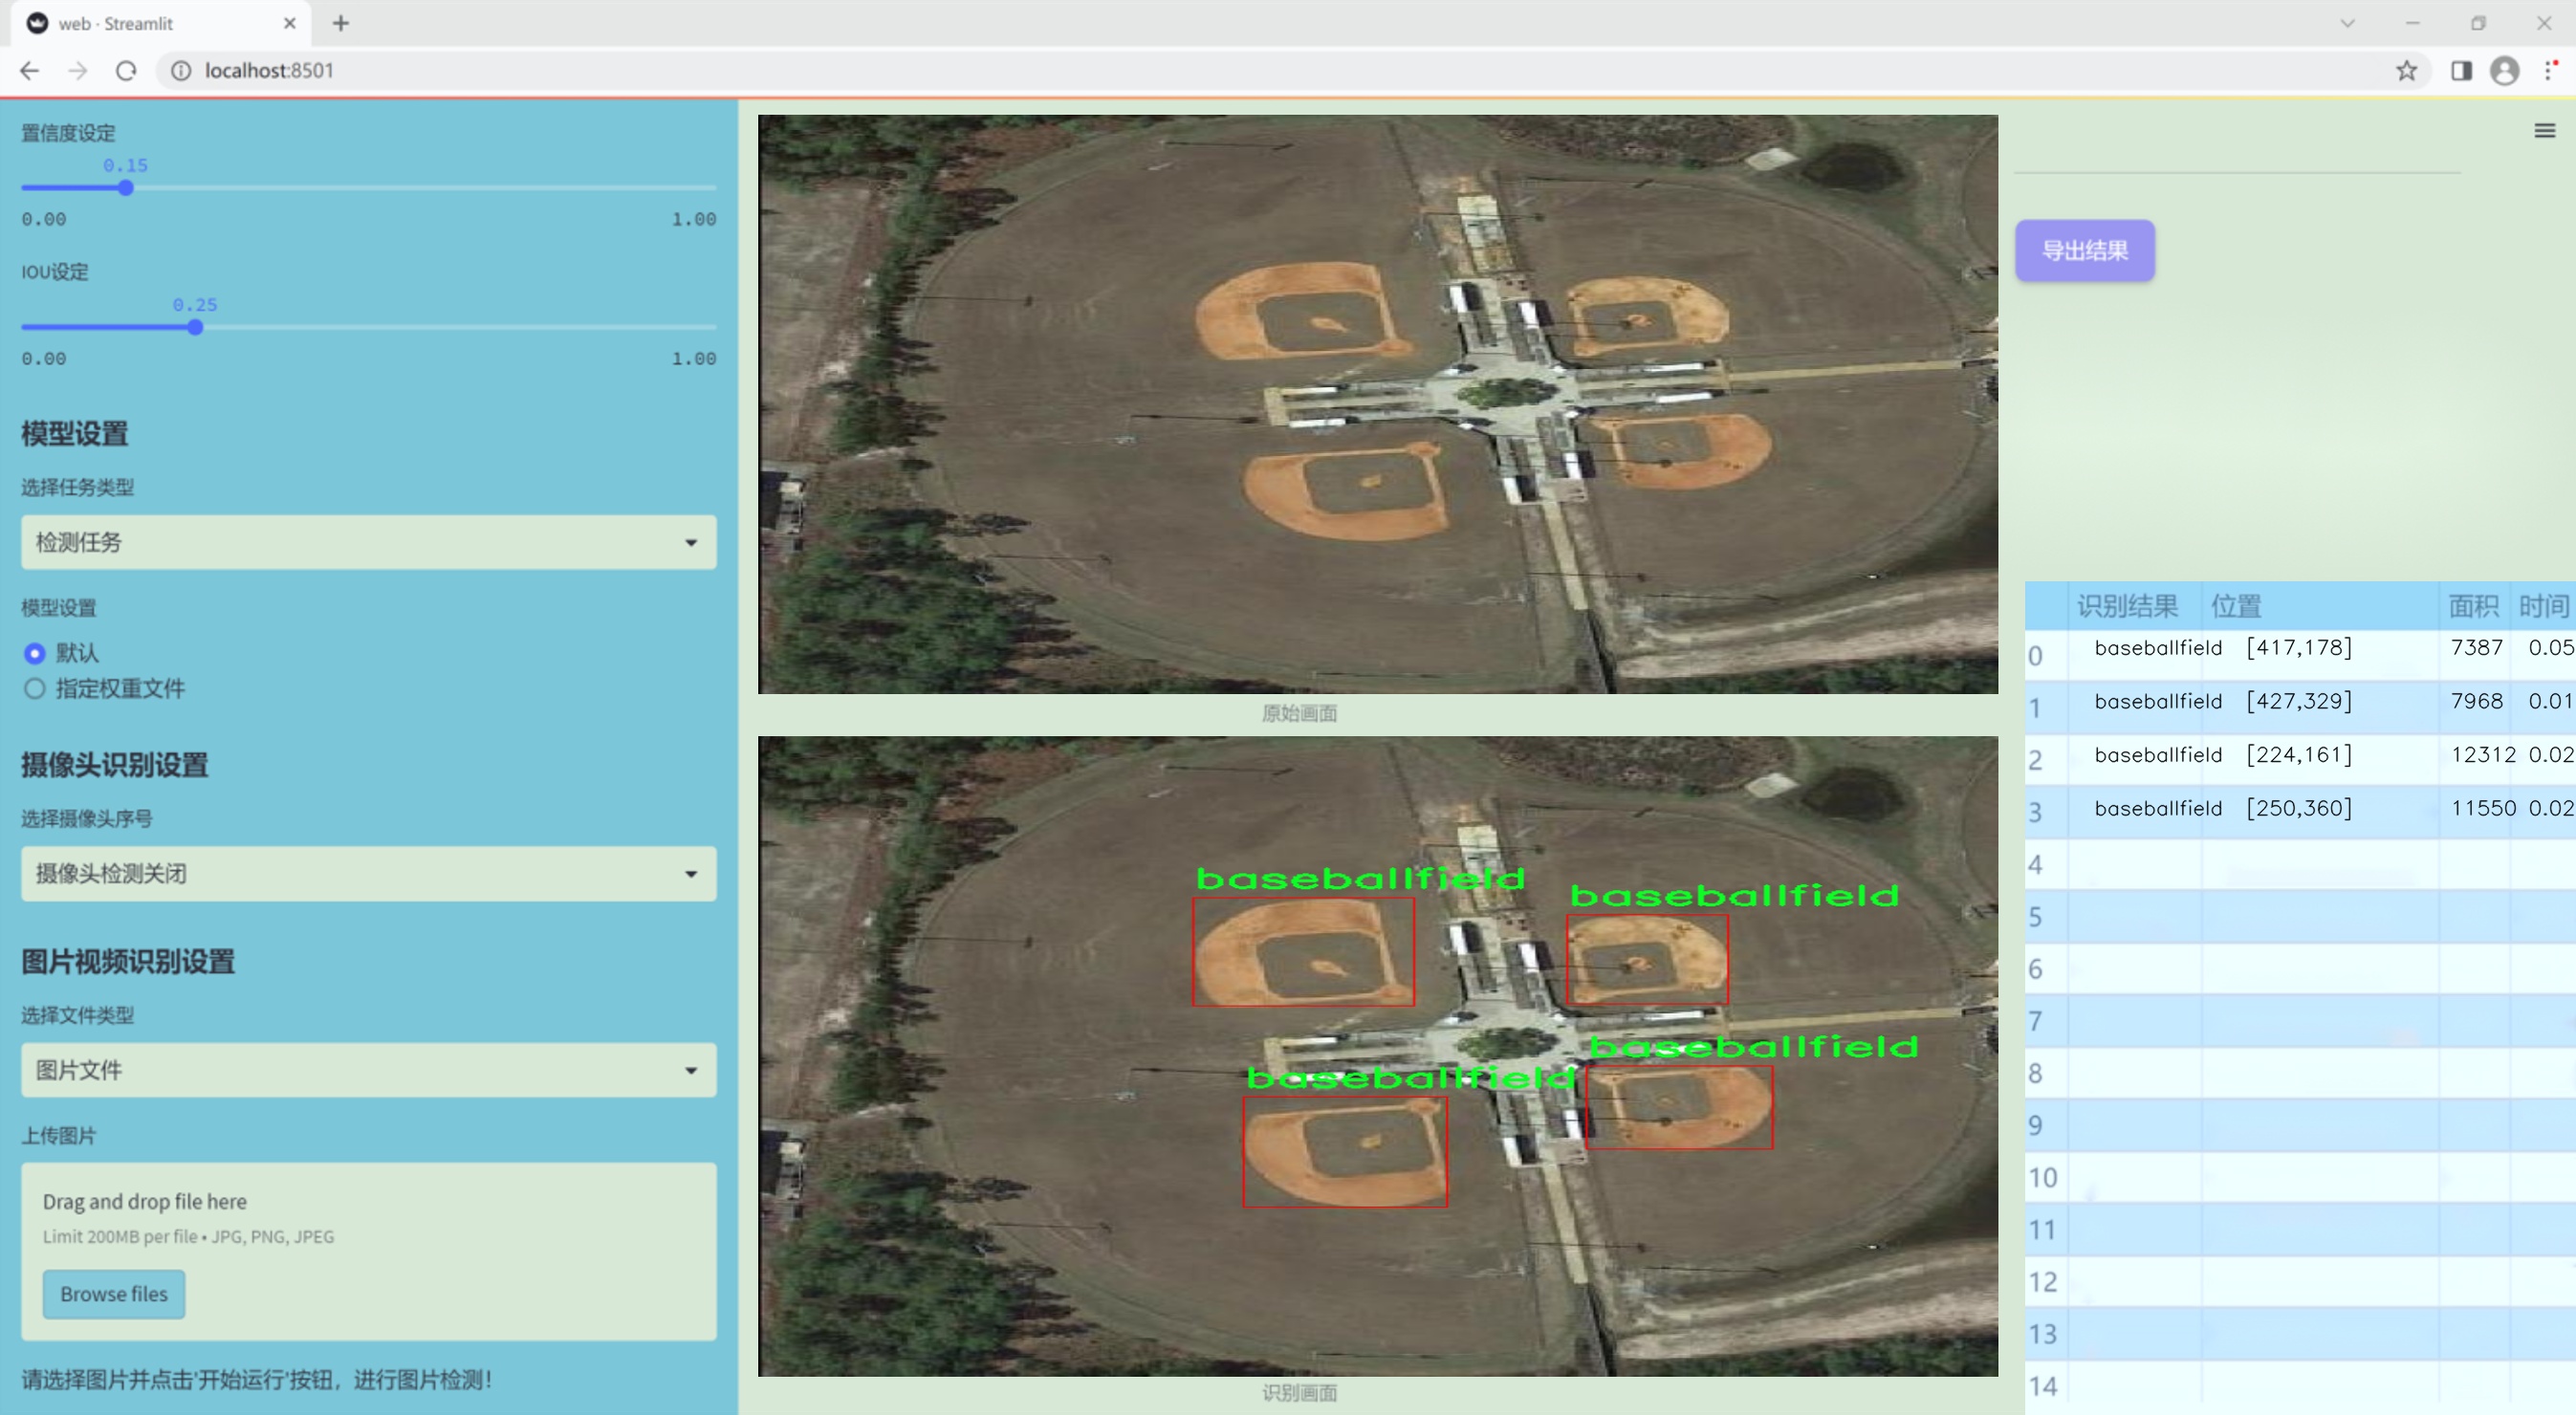 web · Streamlit
localhost:8501
置信度设定
0.15
0.00 1.00
IOU设定
0.25
0.00 1.00
模型设置
选择任务类型
检测任务
模型设置
默认
指定权重文件
摄像头识别设置
选择摄像头序号
摄像头检测关闭
图片视频识别设置
选择文件类型
图片文件
上传图片
Drag and drop file here
Limit 200MB per file • JPG, PNG, JPEG
Browse files
请选择图片并点击'开始运行'按钮，进行图片检测！
原始画面
baseballfield
baseballfield
baseballfield
baseballfield
识别画面
导出结果
识别结果 位置 面积 时间
0 baseballfield [417,178] 7387 0.05
1 baseballfield [427,329] 7968 0.01
2 baseballfield [224,161] 12312 0.02
3 baseballfield [250,360] 11550 0.02
4
5
6
7
8
9
10
11
12
13
14